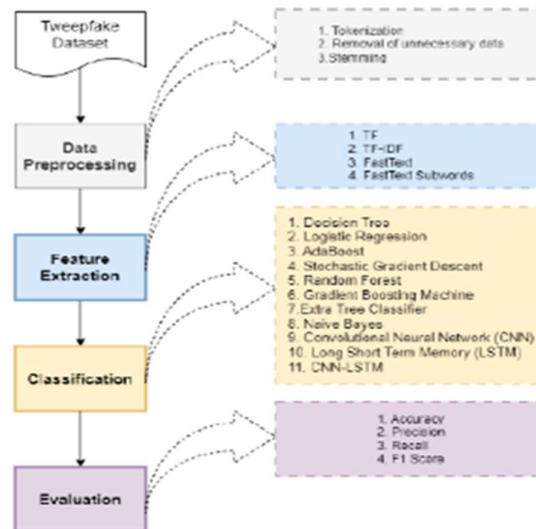 Tweepfake
Dataset
1. Tokenization
2. Removal of unnecessary data
3.Stemming
Data
Preprocessing
1. TF
2. TF-IDF
3. FastText
4. FastText Subwords
Feature
Extraction
1. Decision Tree
2. Logistic Regression
3. AdaBoost
4. Stochastic Gradient Descent
5. Random Forest
6. Gradient Boosting Machine
7.Extra Tree Classifier
8. Naive Bayes
9. Convolutional Neural Network (CNN)
10. Long Short Term Memory (LSTM)
11. CNN-LSTM
Classification
1. Accuracy
2. Precision
3. Recall
4. F1 Score
Evaluation